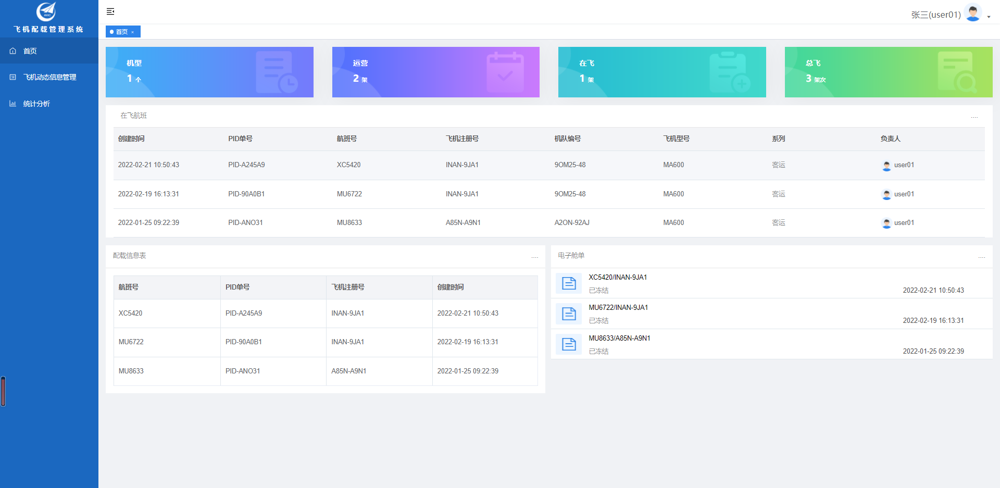 飞机配载管理系统
首页
飞机动态信息管理
统计分析
张三(user01)
首页 ×
机型
1 个
运营
2 架
在飞
1 架
总飞
3 架次
在飞航班 ....
创建时间 PID单号 航班号 飞机注册号 机队编号 飞机型号 系列 负责人
2022-02-21 10:50:43 PID-A245A9 XC5420 INAN-9JA1 9OM25-48 MA600 客运 user01
2022-02-19 16:13:31 PID-90A0B1 MU6722 INAN-9JA1 9OM25-48 MA600 客运 user01
2022-01-25 09:22:39 PID-ANO31 MU8633 A85N-A9N1 A2ON-92AJ MA600 客运 user01
配载信息表 ....
航班号 PID单号 飞机注册号 创建时间
XC5420 PID-A245A9 INAN-9JA1 2022-02-21 10:50:43
MU6722 PID-90A0B1 INAN-9JA1 2022-02-19 16:13:31
MU8633 PID-ANO31 A85N-A9N1 2022-01-25 09:22:39
电子舱单 ....
XC5420/INAN-9JA1
已冻结 2022-02-21 10:50:43
MU6722/INAN-9JA1
已冻结 2022-02-19 16:13:31
MU8633/A85N-A9N1
已冻结 2022-01-25 09:22:39